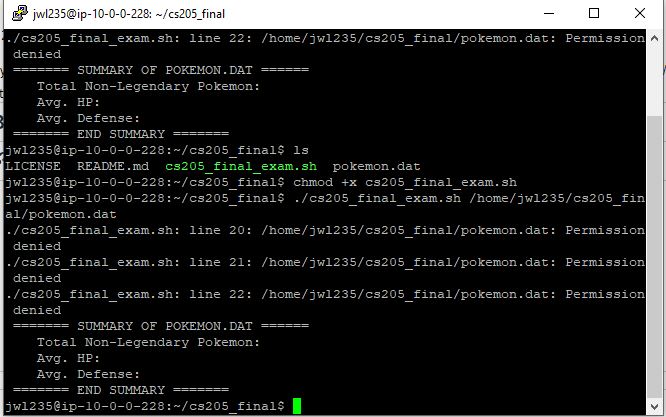 jwl235@ip-10-0-0-228: ~/cs205_final
./cs205_final_exam.sh: line 22: /home/jwl235/cs205_final/pokemon.dat: Permission
denied
======= SUMMARY OF POKEMON.DAT ======
Total Non-Legendary Pokemon:
Avg. HP:
Avg. Defense:
======= END SUMMARY =======
jwl235@ip-10-0-0-228:~/cs205_final$ ls
LICENSE  README.md  cs205_final_exam.sh  pokemon.dat
jwl235@ip-10-0-0-228:~/cs205_final$ chmod +x cs205_final_exam.sh
jwl235@ip-10-0-0-228:~/cs205_final$ ./cs205_final_exam.sh /home/jwl235/cs205_fin
al/pokemon.dat
./cs205_final_exam.sh: line 20: /home/jwl235/cs205_final/pokemon.dat: Permission
denied
./cs205_final_exam.sh: line 21: /home/jwl235/cs205_final/pokemon.dat: Permission
denied
./cs205_final_exam.sh: line 22: /home/jwl235/cs205_final/pokemon.dat: Permission
denied
======= SUMMARY OF POKEMON.DAT ======
Total Non-Legendary Pokemon:
Avg. HP:
Avg. Defense:
======= END SUMMARY =======
jwl235@ip-10-0-0-228:~/cs205_final$